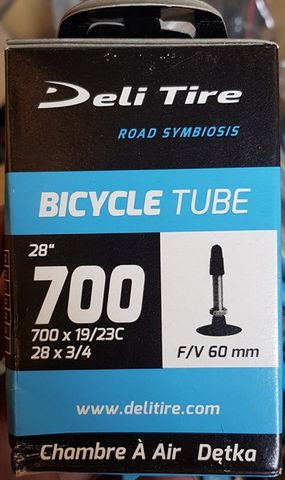 Deli Tire
ROAD SYMBIOSIS
BICYCLE TUBE
28"
700
700 x 19/23C
28 x 3/4
F/V 60 mm
www.delitire.com
Chambre À Air Dętka